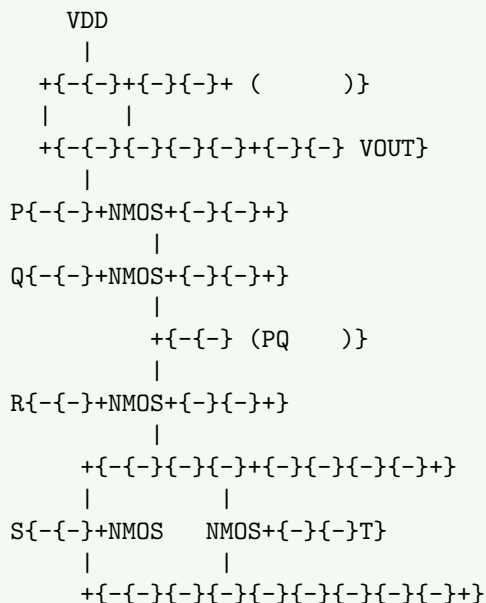 VDD
|
+{-{-}+{-}{-}+ ( )}
| |
+{-{-}{-}{-}{-}+{-}{-} VOUT}
|
P{-{-}+NMOS+{-}{-}+}
|
Q{-{-}+NMOS+{-}{-}+}
|
+{-{-} (PQ )}
|
R{-{-}+NMOS+{-}{-}+}
|
+{-{-}{-}{-}+{-}{-}{-}{-}+}
| |
S{-{-}+NMOS NMOS+{-}{-}T}
| |
+{-{-}{-}{-}{-}{-}{-}{-}{-}{-}+}